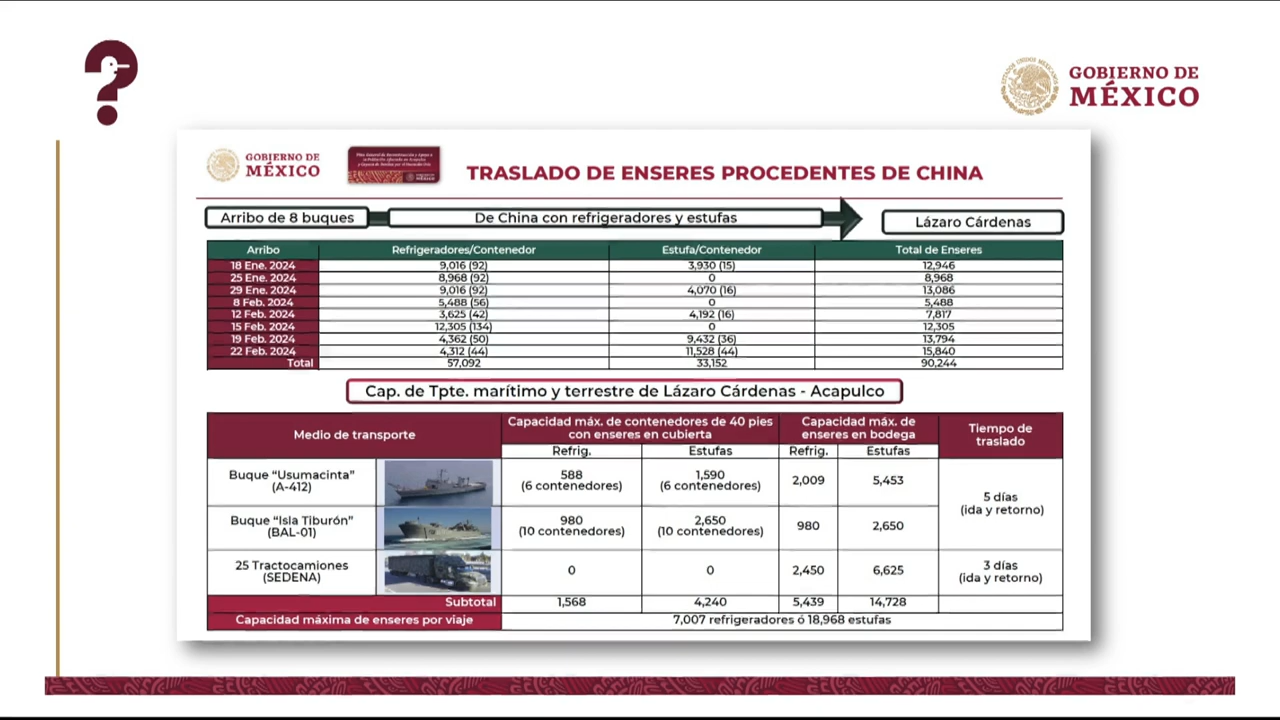 GOBIERNO DE
MÉXICO
GOBIERNO DE
MÉXICO
TRASLADO DE ENSERES PROCEDENTES DE CHINA
Arribo de 8 buques
De China con refrigeradores y estufas
Lázaro Cárdenas
Arribo Refrigeradores/Contenedor Estufa/Contenedor Total de Enseres
18 Ene. 2024 9,016 (92) 3,930 (15) 12,946
25 Ene. 2024 8,968 (92) 0 8,968
29 Ene. 2024 9,016 (92) 4,070 (16) 13,086
8 Feb. 2024 5,488 (56) 0 5,488
12 Feb. 2024 3,625 (42) 4,192 (16) 7,817
15 Feb. 2024 12,305 (134) 0 12,305
19 Feb. 2024 4,362 (50) 9,432 (36) 13,794
22 Feb. 2024 4,312 (44) 11,528 (44) 15,840
Total 57,092 33,152 90,244
Cap. de Tpte. marítimo y terrestre de Lázaro Cárdenas - Acapulco
Medio de transporte
Capacidad máx. de contenedores de 40 pies
con enseres en cubierta
Capacidad máx. de
enseres en bodega
Tiempo de
traslado
Refrig. Estufas Refrig. Estufas
Buque “Usumacinta”
(A-412)
588
(6 contenedores)
1,590
(6 contenedores)
2,009
5,453
5 días
(ida y retorno)
Buque “Isla Tiburón”
(BAL-01)
980
(10 contenedores)
2,650
(10 contenedores)
980
2,650
25 Tractocamiones
(SEDENA)
0
0
2,450
6,625
3 días
(ida y retorno)
Subtotal 1,568 4,240 5,439 14,728
Capacidad máxima de enseres por viaje 7,007 refrigeradores ó 18,968 estufas